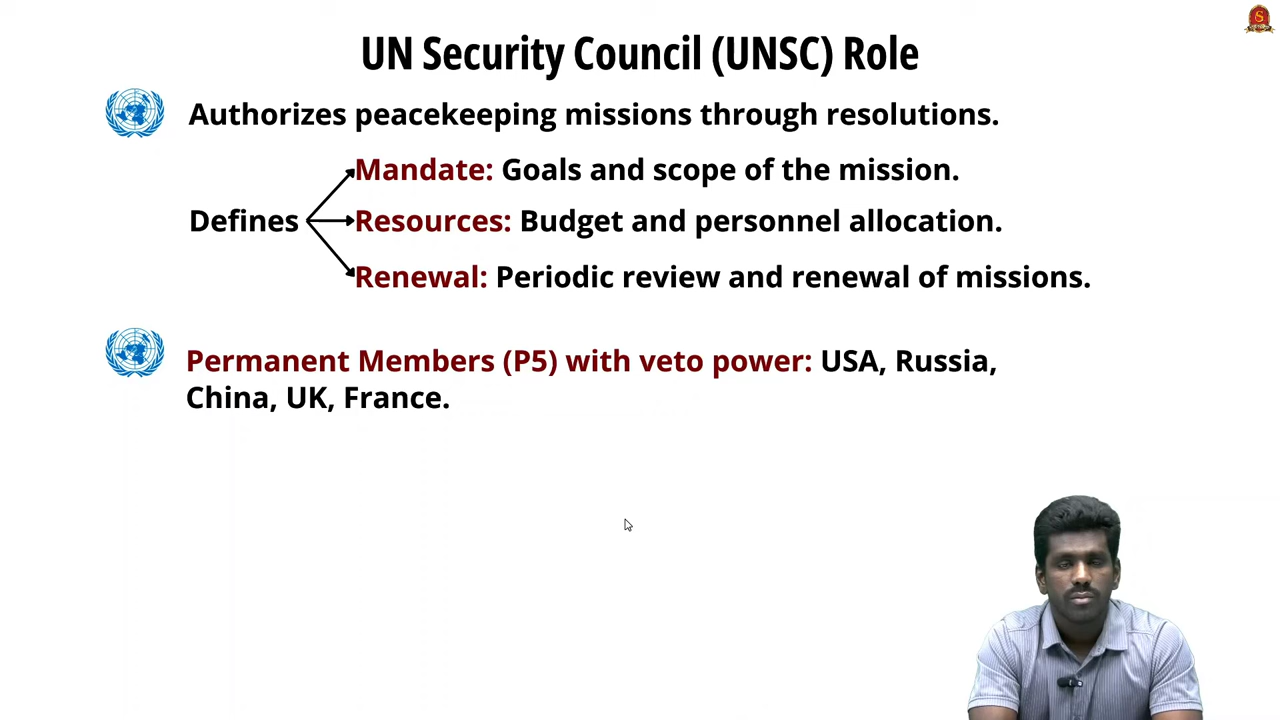 UN Security Council (UNSC) Role
Authorizes peacekeeping missions through resolutions.
Mandate: Goals and scope of the mission.
Defines
Resources: Budget and personnel allocation.
Renewal: Periodic review and renewal of missions.
Permanent Members (P5) with veto power: USA, Russia,
China, UK, France.